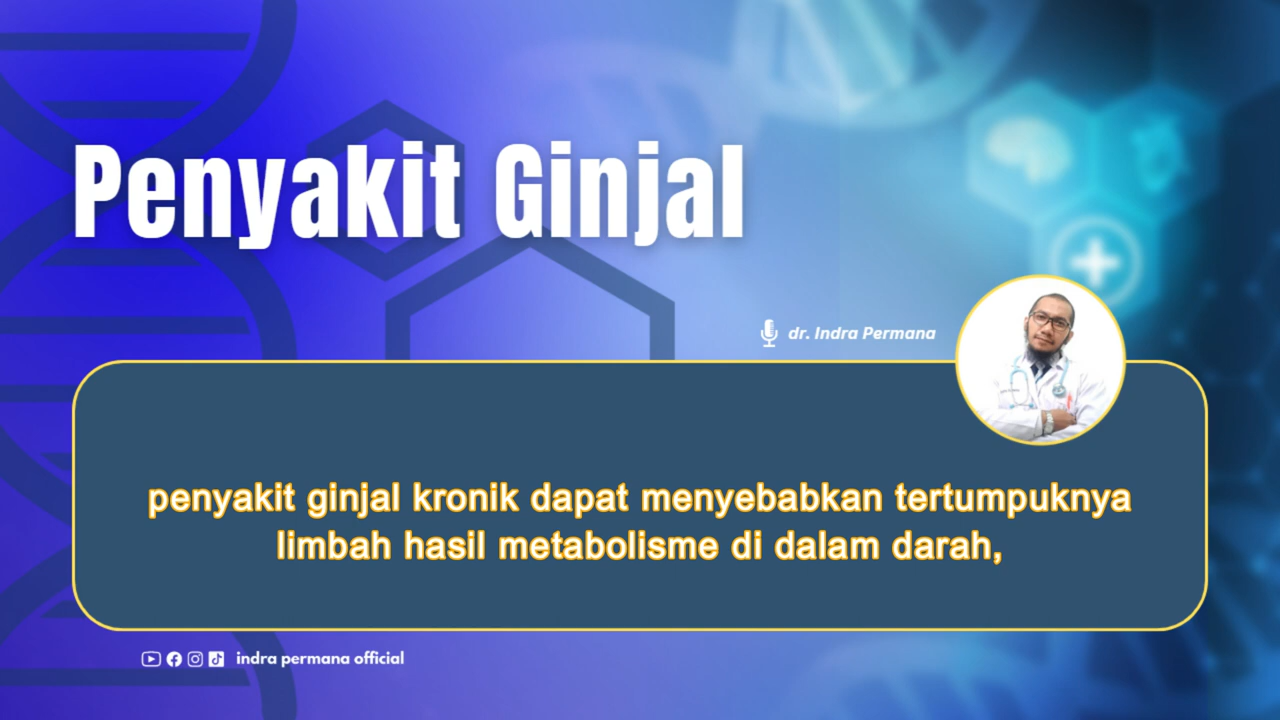 Penyakit Ginjal
dr. Indra Permana
penyakit ginjal kronik dapat menyebabkan tertumpuknya
limbah hasil metabolisme di dalam darah,
indra permana official